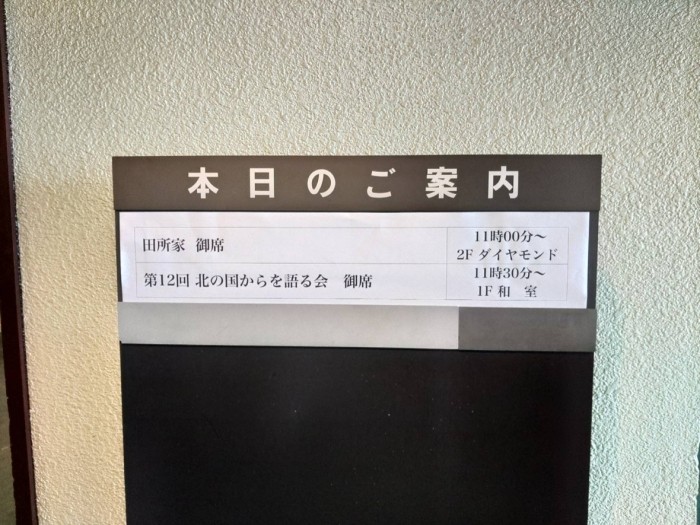 本日のご案内
田所家 御席
11時00分～
2F ダイヤモンド
第12回 北の国からを語る会 御席
11時30分～
1F 和 室